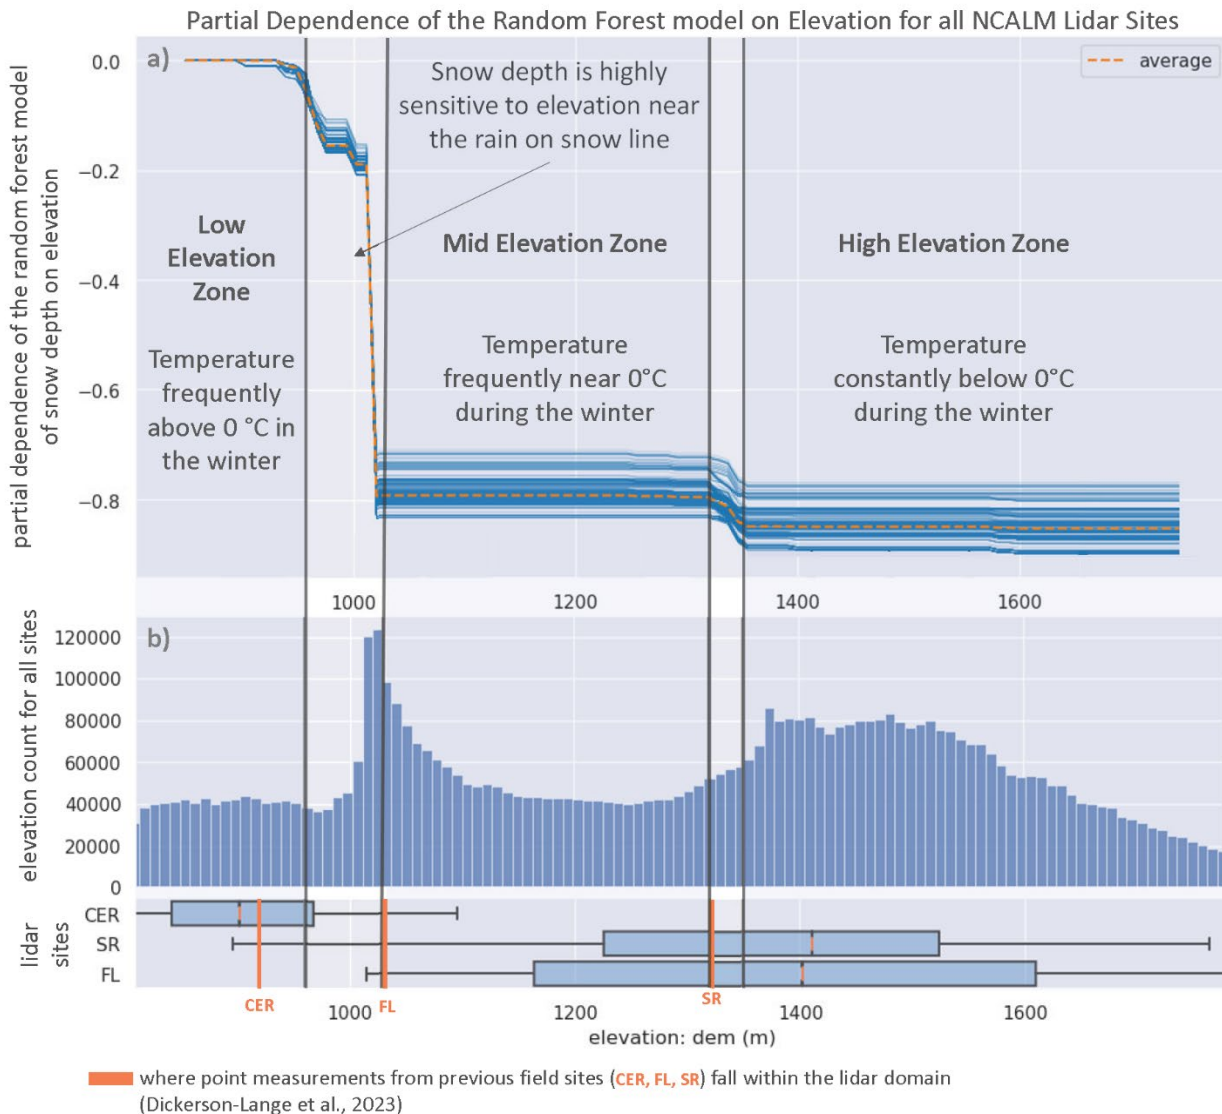 Partial Dependence of the Random Forest model on Elevation for all NCALM Lidar Sites
a)
average
Snow depth is highly
sensitive to elevation near
the rain on snow line
partial dependence of the random forest model
of snow depth on elevation
0.0
−0.2
−0.4
−0.6
−0.8
Low
Elevation
Zone
Mid Elevation Zone
High Elevation Zone
Temperature
frequently
above 0 °C in
the winter
Temperature
frequently near 0°C
during the winter
Temperature
constantly below 0°C
during the winter
1000
1200
1400
1600
b)
elevation count for all sites
120000
100000
80000
60000
40000
20000
0
lidar
sites
CER
SR
FL
CER
FL
SR
1000
1200
1400
1600
elevation: dem (m)
where point measurements from previous field sites (CER, FL, SR) fall within the lidar domain
(Dickerson-Lange et al., 2023)